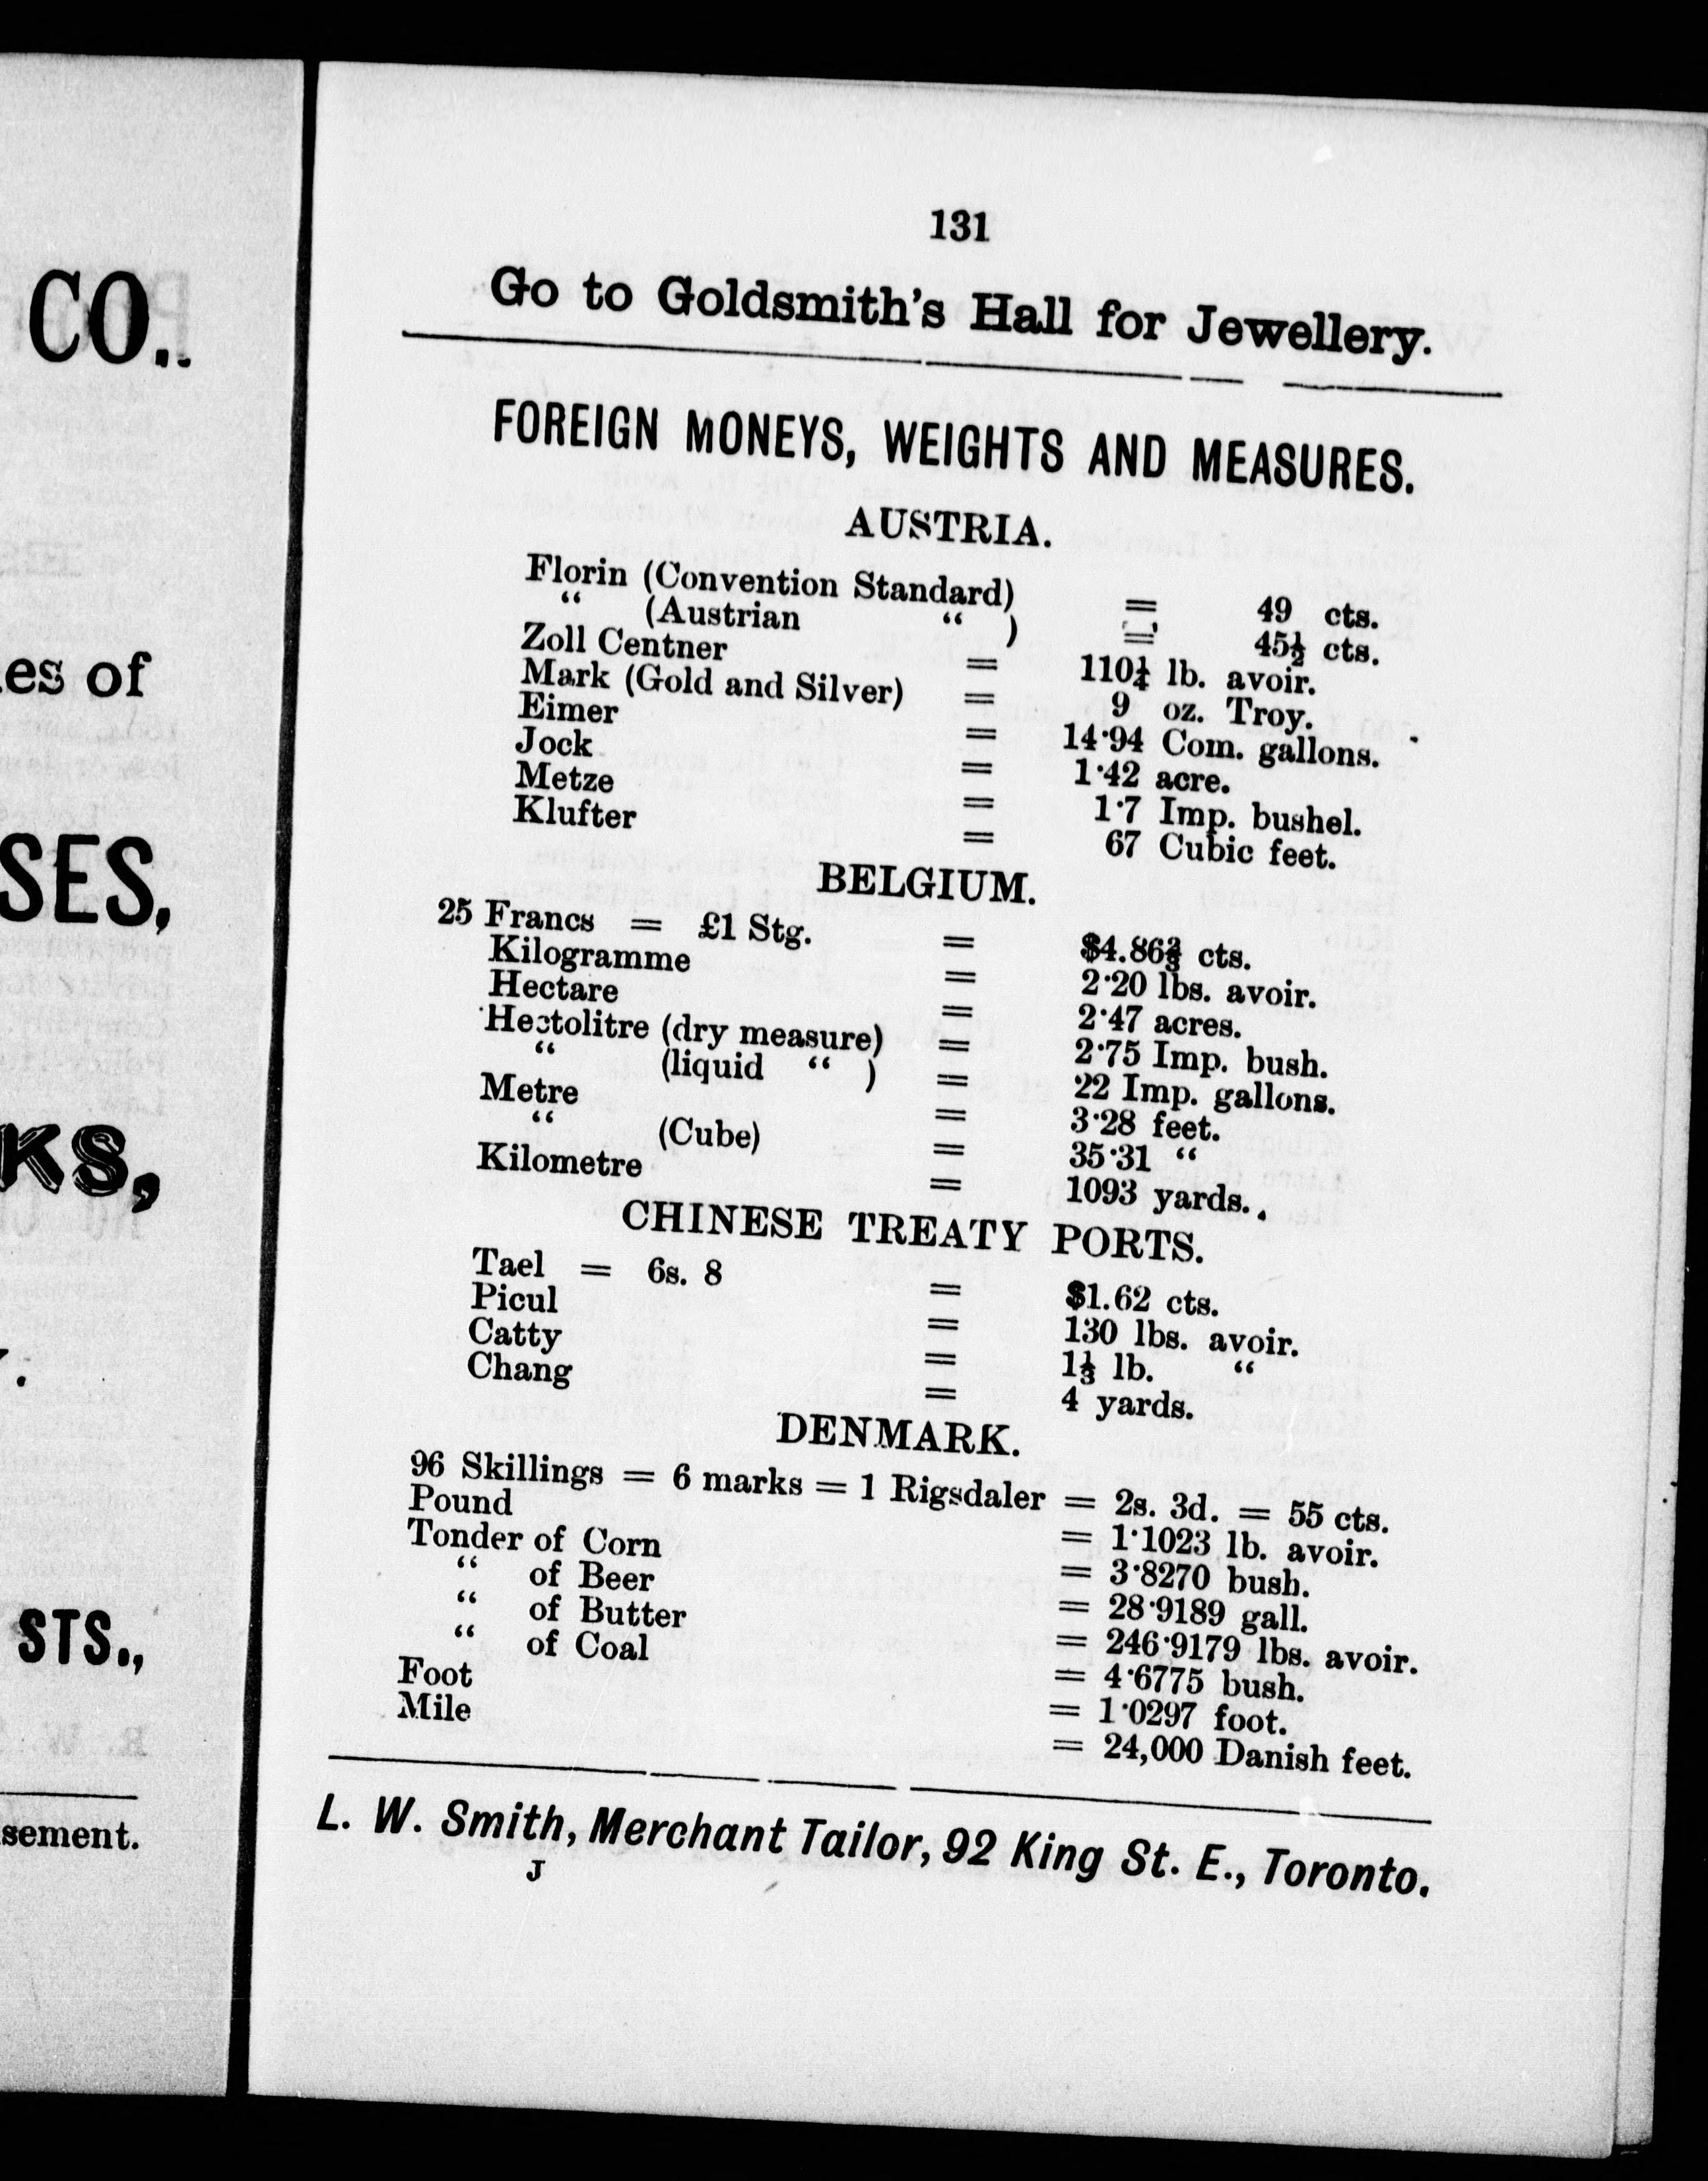 CO..
es of
SES,
KS,
STS.,
sement.
131
Go to Goldsmith's Hall for Jewellery.
FOREIGN MONEYS, WEIGHTS AND MEASURES.
AUSTRIA.
Florin (Convention Standard) = 49 cts.
“ (Austrian “ ) = 45½ cts.
Zoll Centner = 110¼ lb. avoir.
Mark (Gold and Silver) = 9 oz. Troy.
Eimer = 14·94 Com. gallons.
Jock = 1·42 acre.
Metze = 1·7 Imp. bushel.
Klufter = 67 Cubic feet.
BELGIUM.
25 Francs = £1 Stg. = $4.86⅔ cts.
Kilogramme = 2·20 lbs. avoir.
Hectare = 2·47 acres.
Hectolitre (dry measure) = 2·75 Imp. bush.
“ (liquid “ ) = 22 Imp. gallons.
Metre = 3·28 feet.
“ (Cube) = 35·31 “
Kilometre = 1093 yards.
CHINESE TREATY PORTS.
Tael = 6s. 8 = $1.62 cts.
Picul = 130 lbs. avoir.
Catty = 1⅓ lb. “
Chang = 4 yards.
DENMARK.
96 Skillings = 6 marks = 1 Rigsdaler = 2s. 3d. = 55 cts.
Pound = 1·1023 lb. avoir.
Tonder of Corn = 3·8270 bush.
“ of Beer = 28·9189 gall.
“ of Butter = 246·9179 lbs. avoir.
“ of Coal = 4·6775 bush.
Foot = 1·0297 foot.
Mile = 24,000 Danish feet.
L. W. Smith, Merchant Tailor, 92 King St. E., Toronto.
J